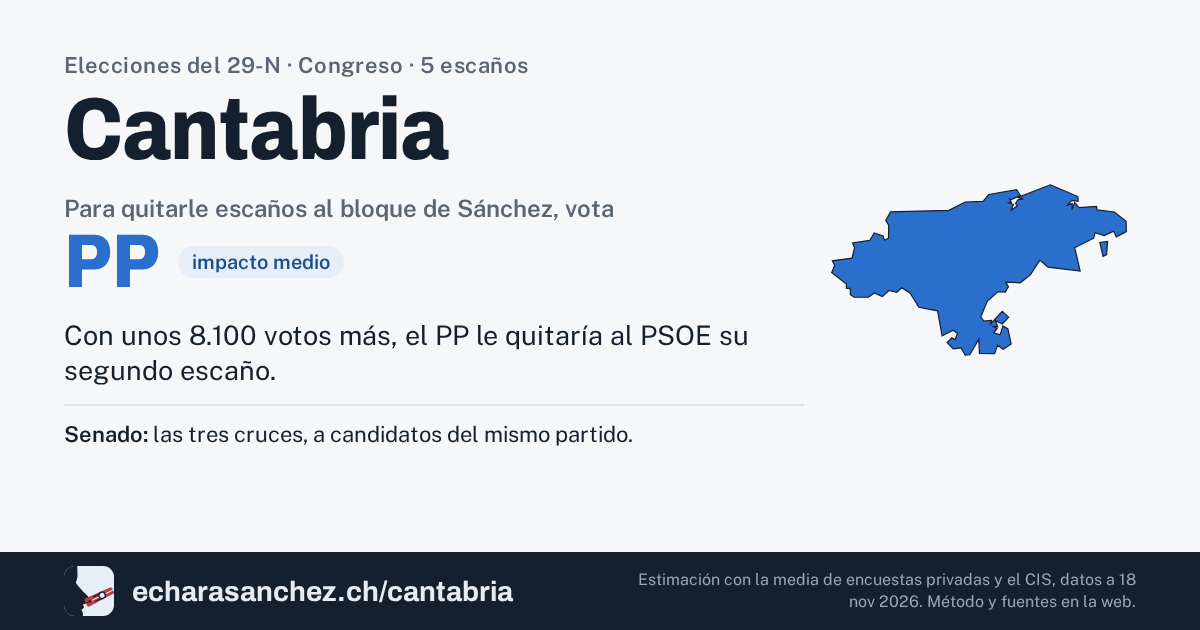 Elecciones del 29-N · Congreso · 5 escaños
Cantabria
Para quitarle escaños al bloque de Sánchez, vota
PP impacto medio
Con unos 8.100 votos más, el PP le quitaría al PSOE su
segundo escaño.
Senado: las tres cruces, a candidatos del mismo partido.
echarasanchez.ch/cantabria
Estimación con la media de encuestas privadas y el CIS, datos a 18
nov 2026. Método y fuentes en la web.